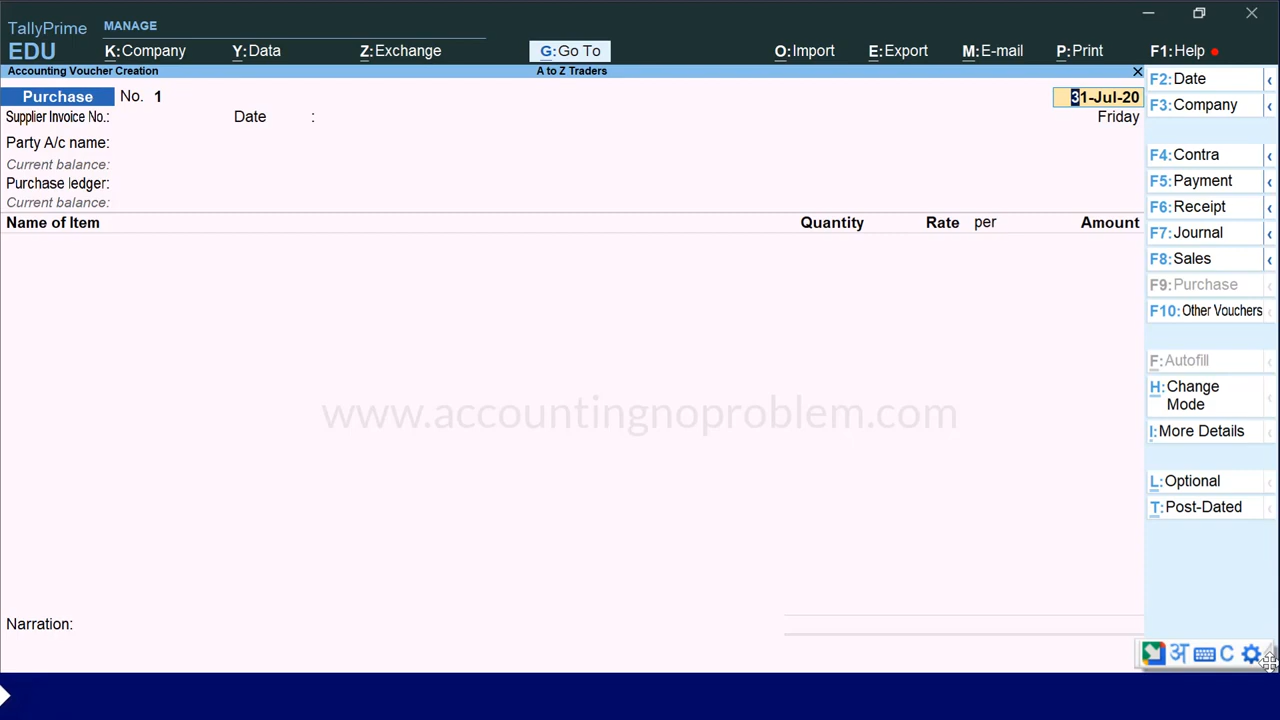 TallyPrime
EDU
MANAGE
K:Company Y:Data Z:Exchange G:Go To O:Import E:Export M:E-mail P:Print F1:Help
Accounting Voucher Creation A to Z Traders
Purchase No. 1 31-Jul-20
Supplier Invoice No.: Date : Friday
Party A/c name:
Current balance:
Purchase ledger:
Current balance:
Name of Item Quantity Rate per Amount
www.accountingnoproblem.com
Narration:
F2:Date
F3:Company
F4:Contra
F5:Payment
F6:Receipt
F7:Journal
F8:Sales
F9:Purchase
F10:Other Vouchers
F:Autofill
H:Change
Mode
I:More Details
L:Optional
T:Post-Dated
अ C